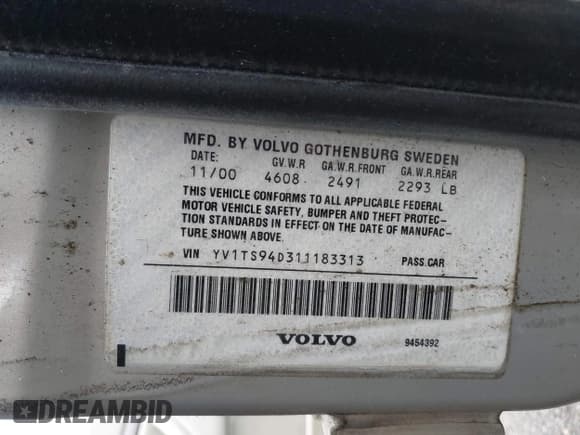 MFD. BY VOLVO GOTHENBURG SWEDEN
DATE: GV.W.R GA.W.R.FRONT GA.W.R.REAR
11/00 4608 2491 2293 LB
THIS VEHICLE CONFORMS TO ALL APPLICABLE FEDERAL
MOTOR VEHICLE SAFETY, BUMPER AND THEFT PROTEC-
TION STANDARDS IN EFFECT ON THE DATE OF MANUFAC-
TURE SHOWN ABOVE.
VIN YV1TS94D311183313 PASS.CAR
VOLVO 9454392
DREAMBID